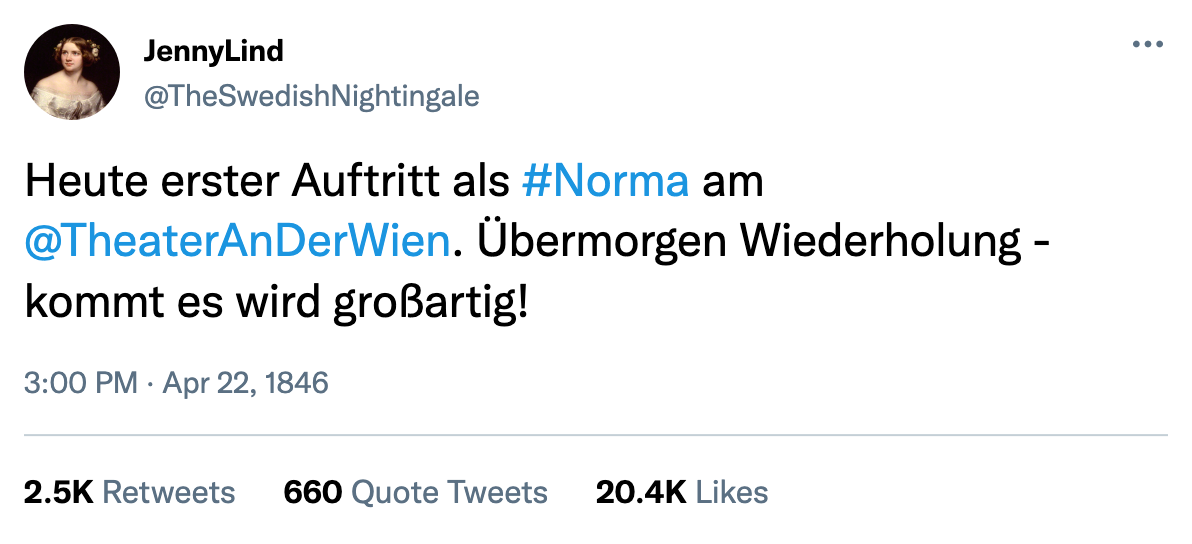 JennyLind
@TheSwedishNightingale
Heute erster Auftritt als #Norma am
@TheaterAnDerWien. Übermorgen Wiederholung -
kommt es wird großartig!
3:00 PM · Apr 22, 1846
2.5K Retweets 660 Quote Tweets 20.4K Likes